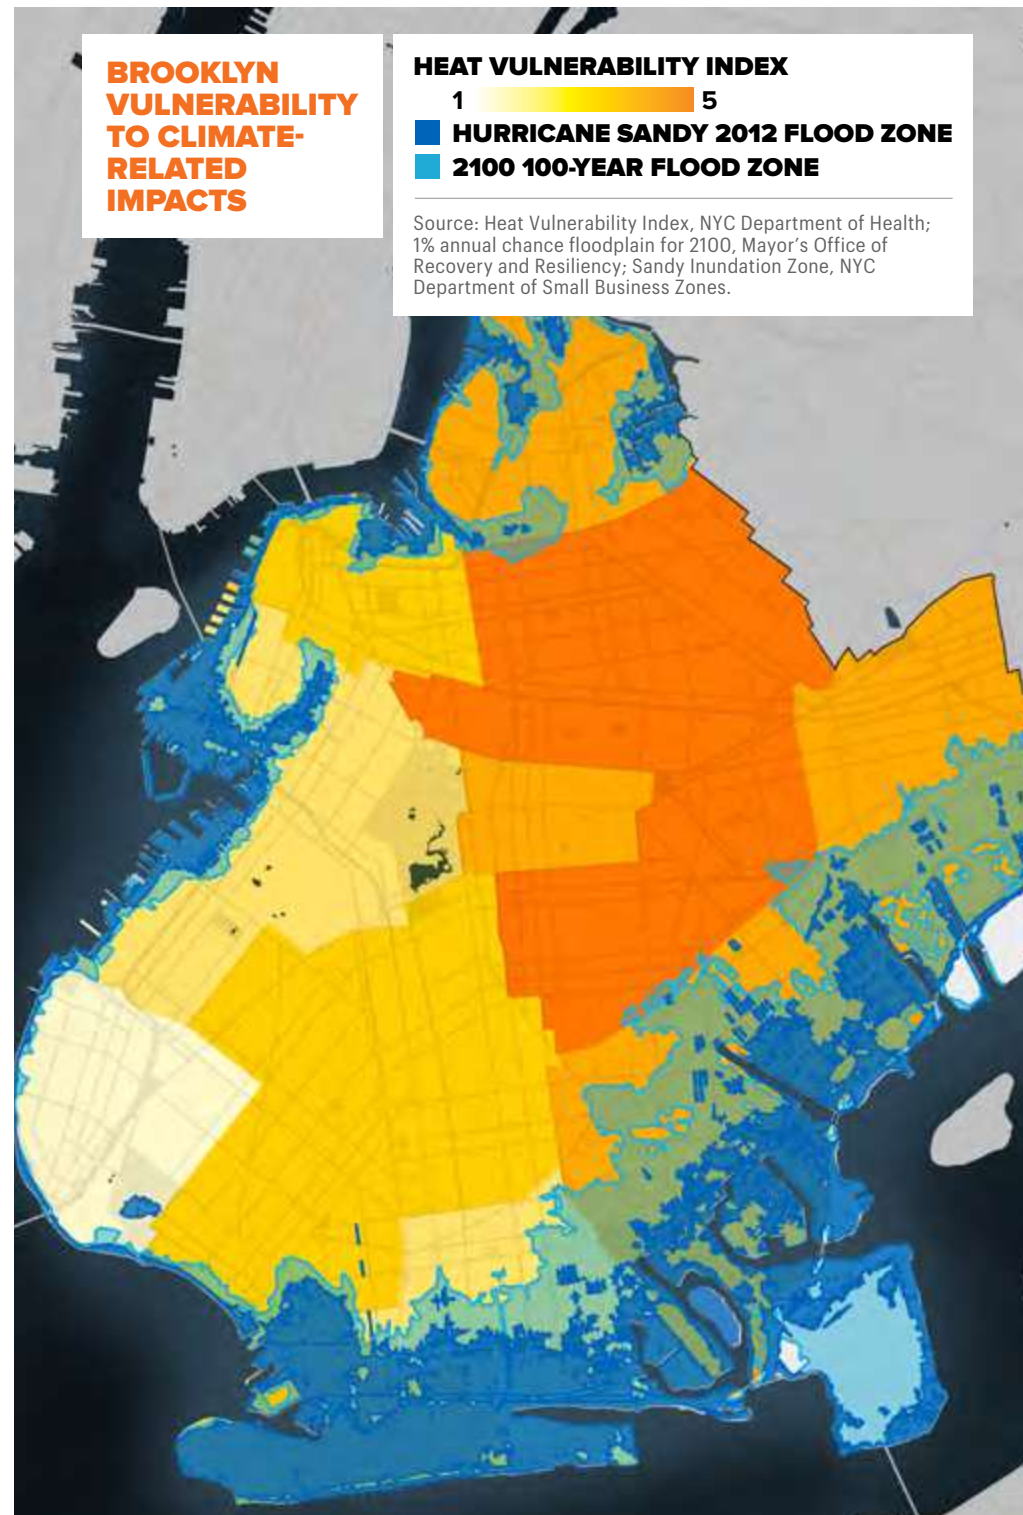 BROOKLYN
VULNERABILITY
TO CLIMATE-
RELATED
IMPACTS
HEAT VULNERABILITY INDEX
1 5
HURRICANE SANDY 2012 FLOOD ZONE
2100 100-YEAR FLOOD ZONE
Source: Heat Vulnerability Index, NYC Department of Health;
1% annual chance floodplain for 2100, Mayor's Office of
Recovery and Resiliency; Sandy Inundation Zone, NYC
Department of Small Business Zones.